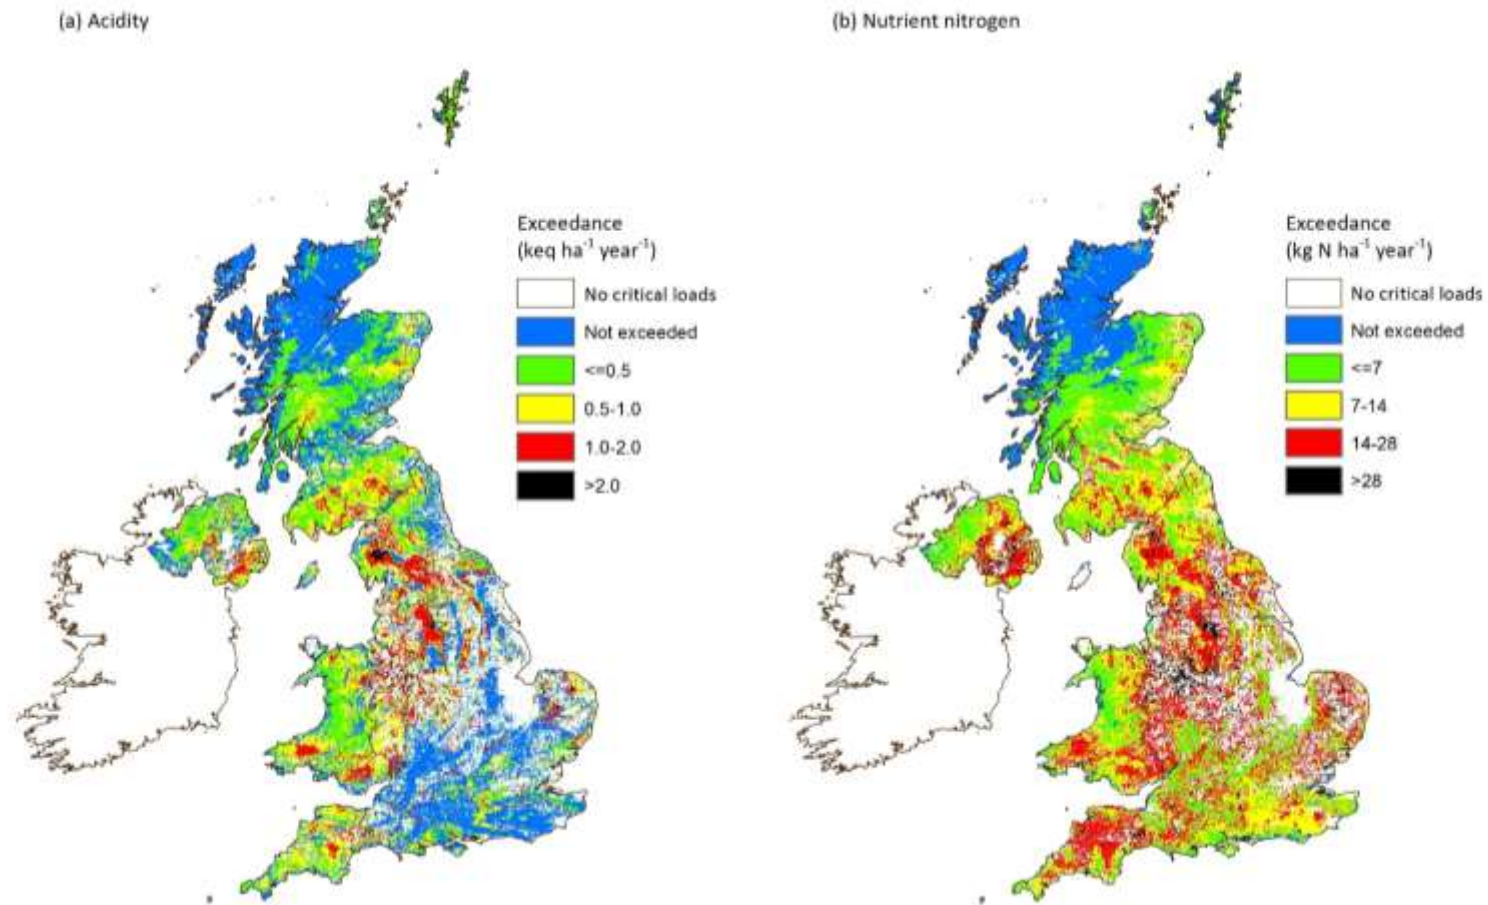 (a) Acidity
(b) Nutrient nitrogen
Exceedance
(keq ha⁻¹ year⁻¹)
No critical loads
Not exceeded
<=0.5
0.5-1.0
1.0-2.0
>2.0
Exceedance
(kg N ha⁻¹ year⁻¹)
No critical loads
Not exceeded
<=7
7-14
14-28
>28